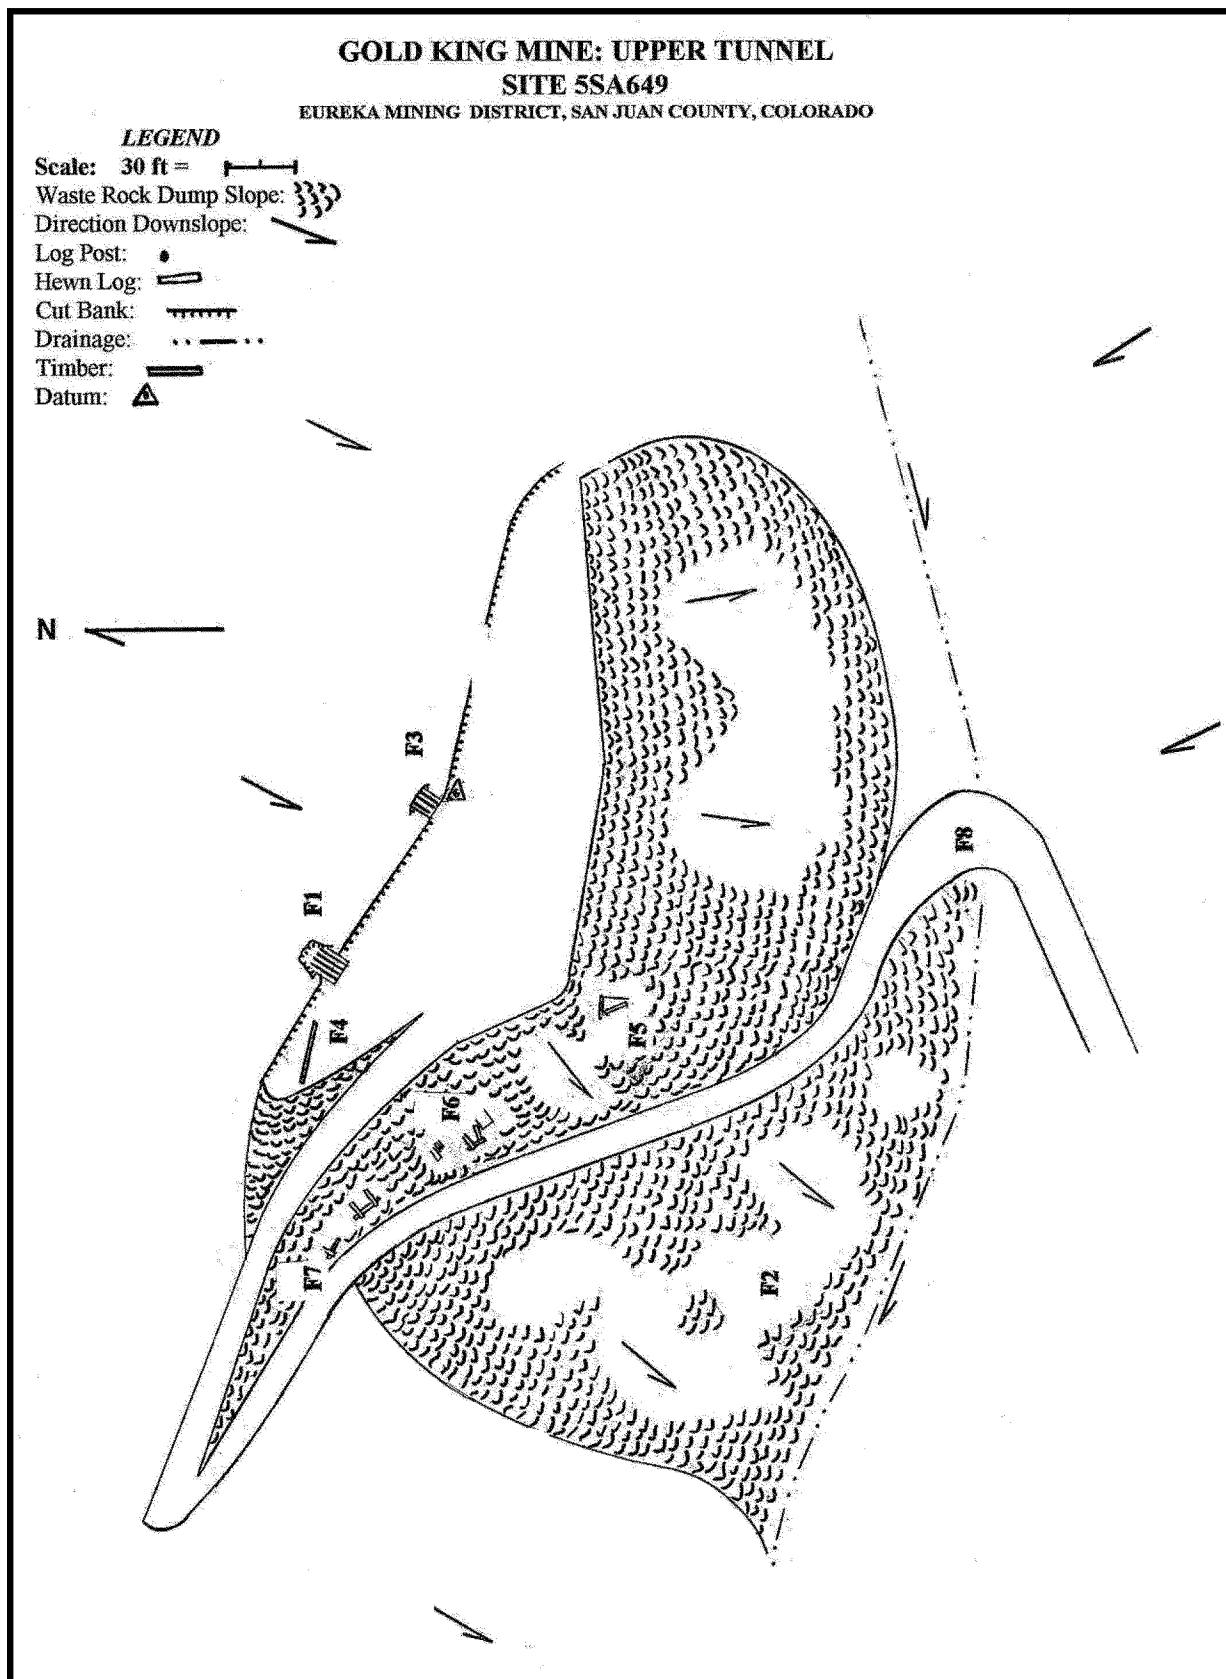 GOLD KING MINE: UPPER TUNNEL
SITE 5SA649
EUREKA MINING DISTRICT, SAN JUAN COUNTY, COLORADO
LEGEND
Scale: 30 ft =
Waste Rock Dump Slope:
Direction Downslope:
Log Post:
Hewn Log:
Cut Bank:
Drainage:
Timber:
Datum:
N
F3
F8
F1
F4
F5
F6
F7
F2